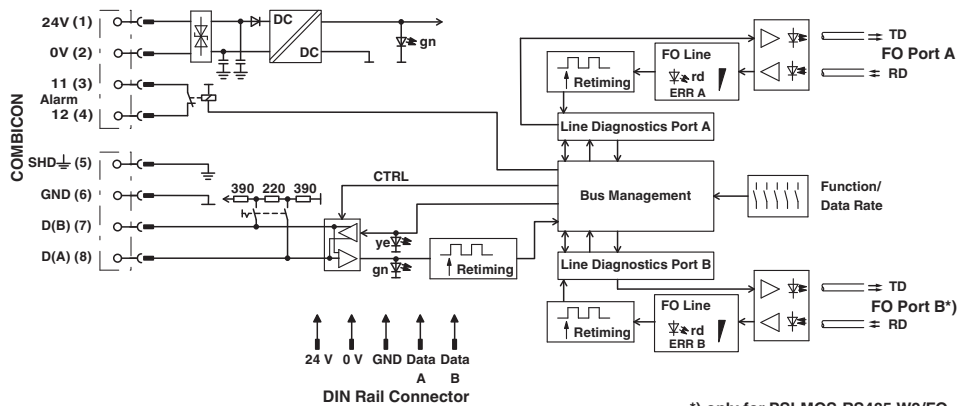 COMBICON
24V (1)
0V (2)
11 (3)
Alarm
12 (4)
SHD (5)
GND (6)
D(B) (7)
D(A) (8)
DC
DC
gn
390 220 390
CTRL
ye
gn
Retiming
Retiming
FO Line
rd
ERR A
TD
FO Port A
RD
Line Diagnostics Port A
Bus Management
Function/
Data Rate
Line Diagnostics Port B
Retiming
FO Line
rd
ERR B
TD
FO Port B*)
RD
24 V 0 V GND Data Data
A B
DIN Rail Connector